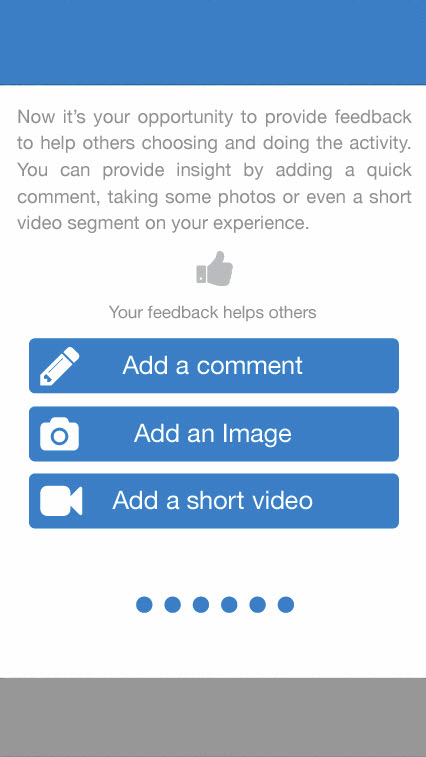 Now it's your opportunity to provide feedback
to help others choosing and doing the activity.
You can provide insight by adding a quick
comment, taking some photos or even a short
video segment on your experience.
Your feedback helps others
Add a comment
Add an Image
Add a short video